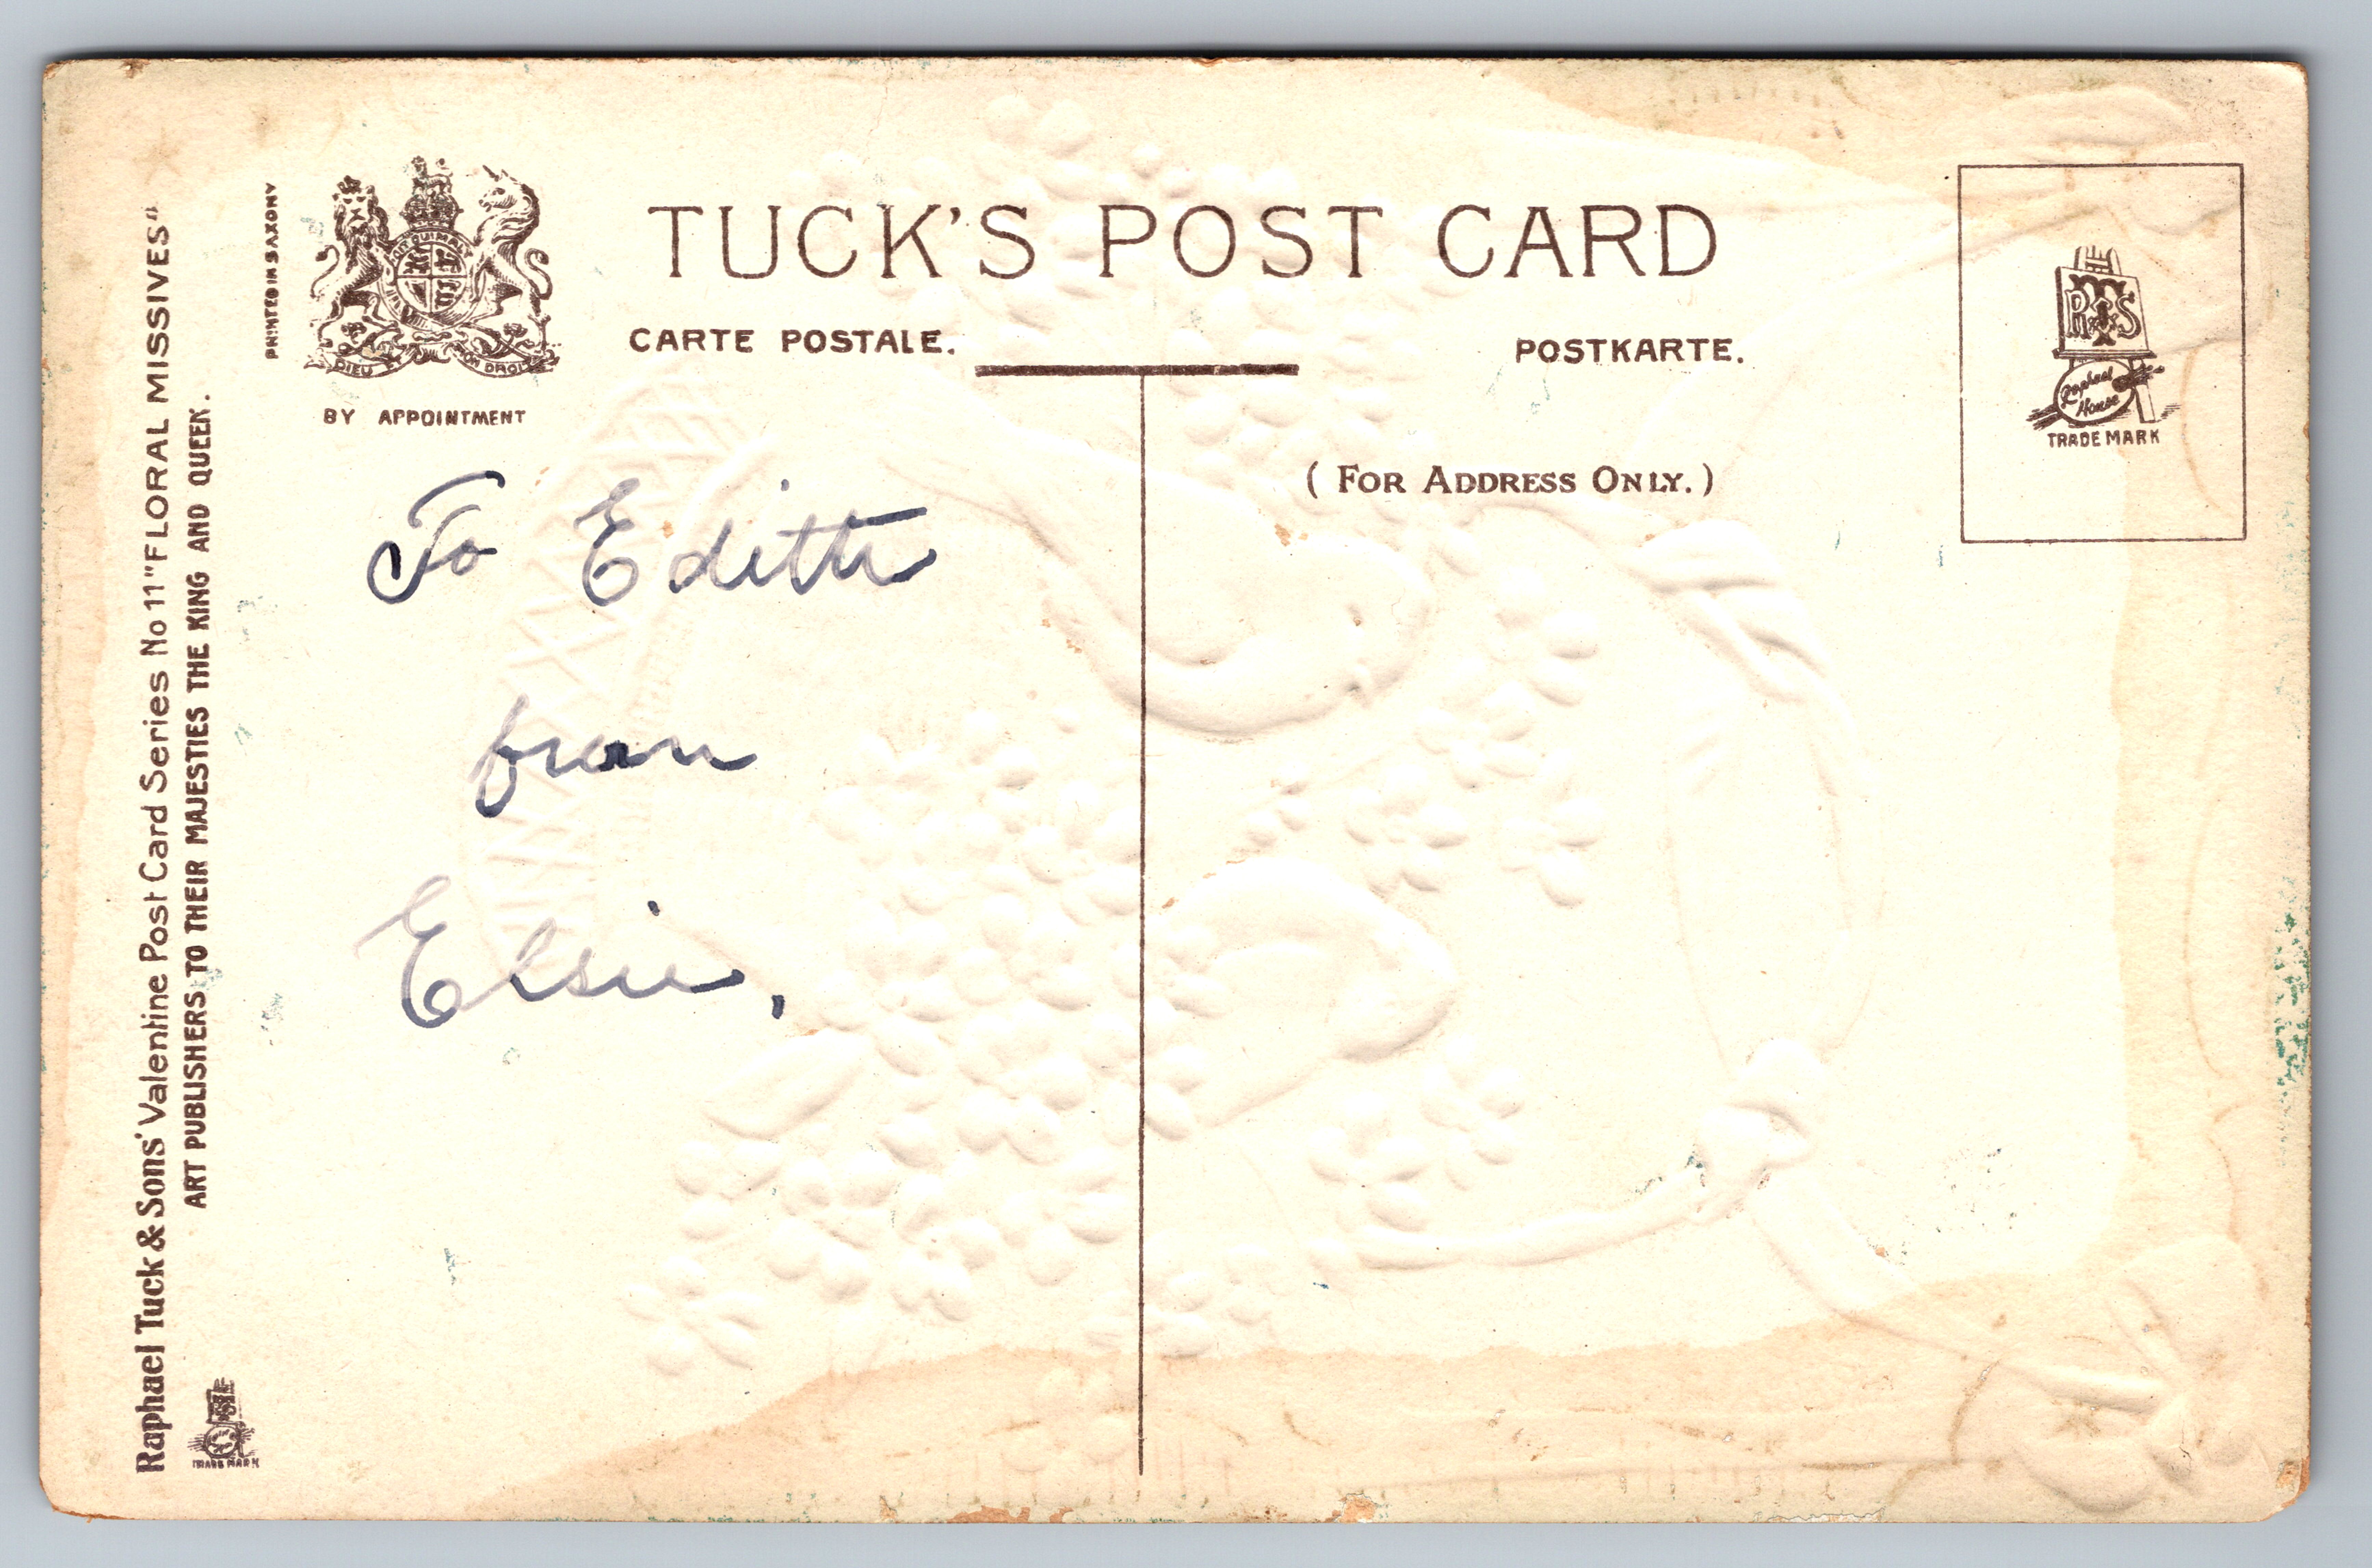 TUCK'S POST CARD
CARTE POSTALE.
POSTKARTE.
PRINTED IN SAXONY
DIEU ET MON DROIT
BY APPOINTMENT
(FOR ADDRESS ONLY.)
RTS
Raphael House
TRADE MARK
To Edith
from
Elsie.
Raphael Tuck & Sons' Valentine Post Card Series No 11 "FLORAL MISSIVES"
ART PUBLISHERS TO THEIR MAJESTIES THE KING AND QUEEN.
TRADE MARK